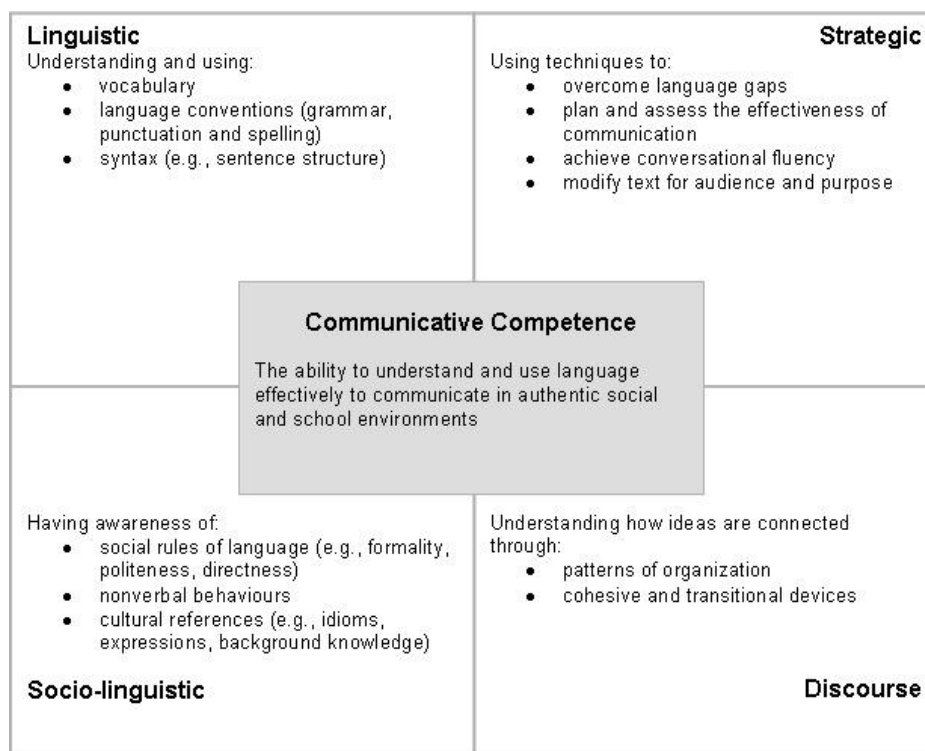 Linguistic
Understanding and using:
● vocabulary
● language conventions (grammar,
punctuation and spelling)
● syntax (e.g., sentence structure)
Strategic
Using techniques to:
● overcome language gaps
● plan and assess the effectiveness of
communication
● achieve conversational fluency
● modify text for audience and purpose
Communicative Competence
The ability to understand and use language
effectively to communicate in authentic social
and school environments
Having awareness of:
● social rules of language (e.g., formality,
politeness, directness)
● nonverbal behaviours
● cultural references (e.g., idioms,
expressions, background knowledge)
Socio-linguistic
Understanding how ideas are connected
through:
● patterns of organization
● cohesive and transitional devices
Discourse